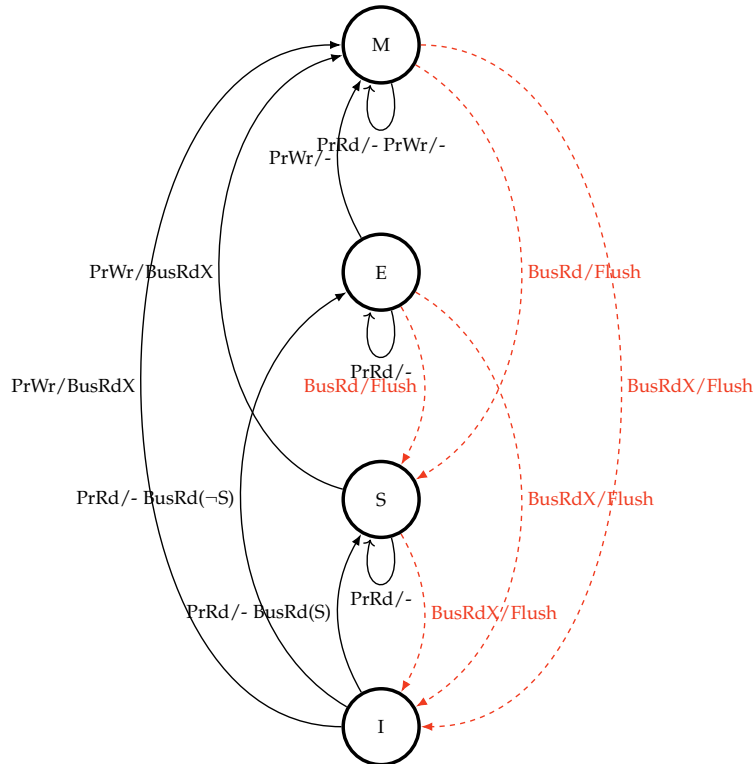 M
PrRd/- PrWr/-
PrWr/-
E
PrWr/BusRdX
BusRd/Flush
PrRd/-
BusRd/Flush
PrWr/BusRdX
BusRdX/Flush
S
PrRd/- BusRd(¬S)
BusRdX/Flush
PrRd/-
PrRd/- BusRd(S)
BusRdX/Flush
I